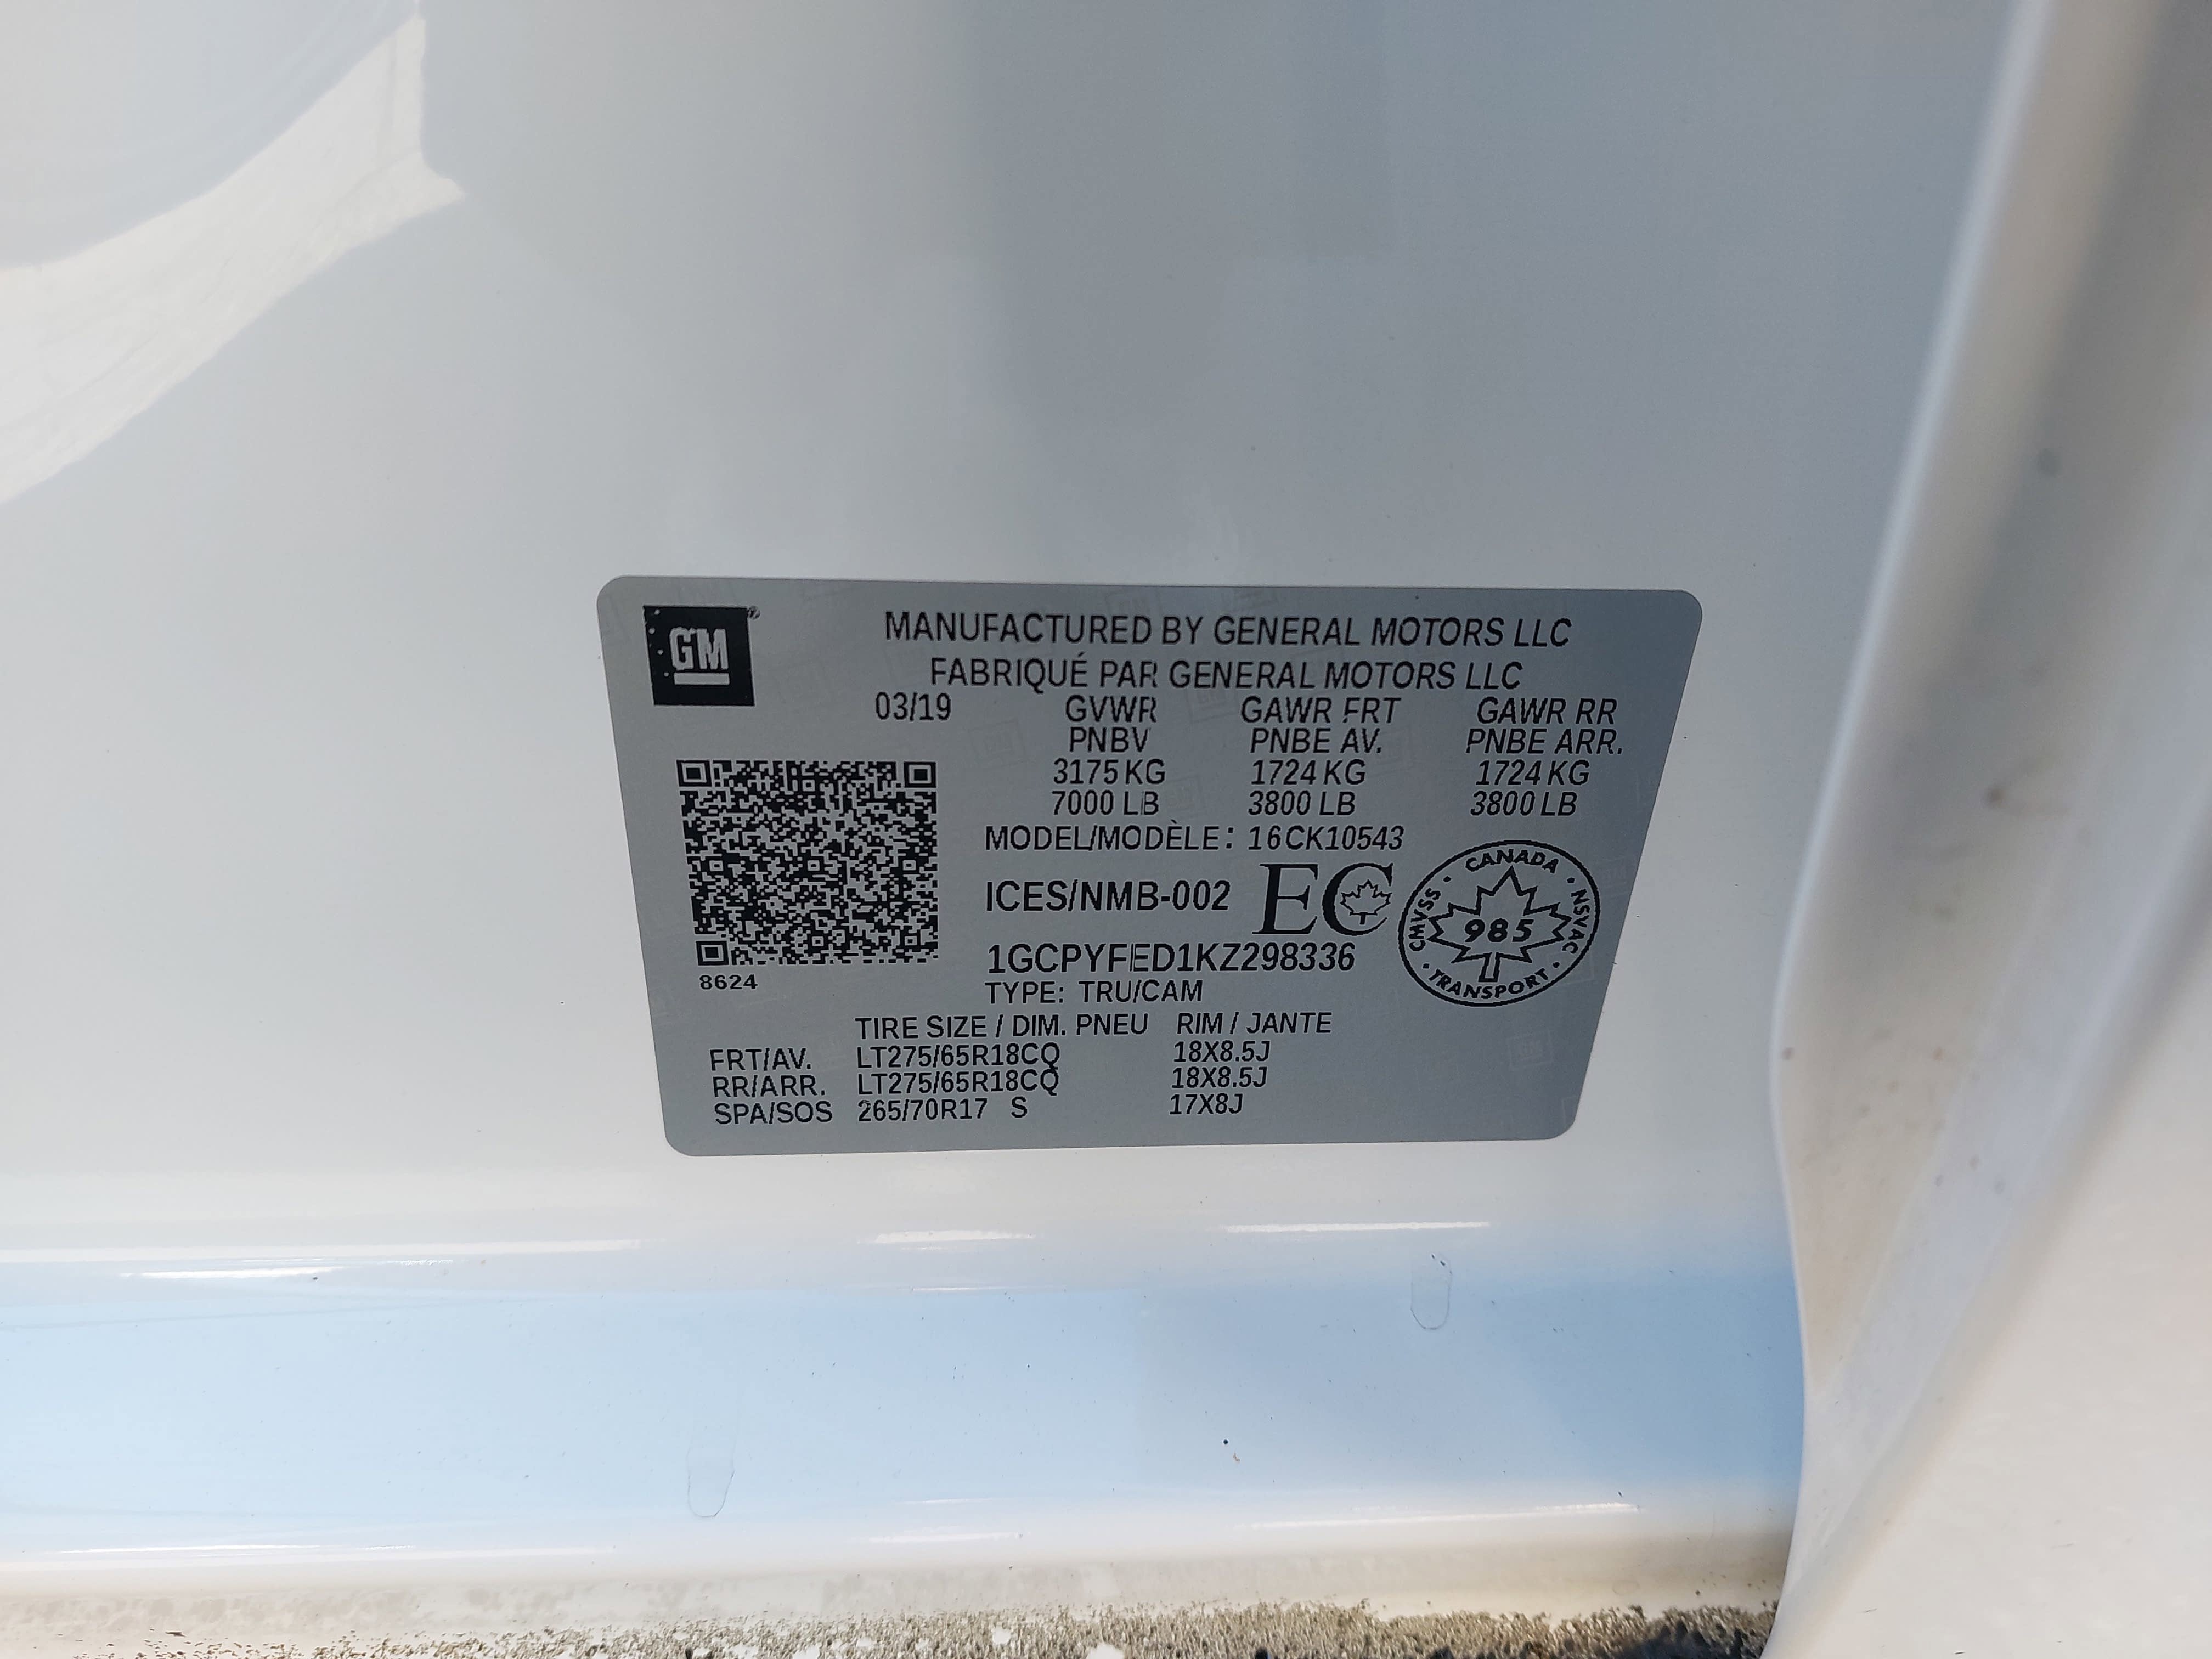 GM
MANUFACTURED BY GENERAL MOTORS LLC
FABRIQUÉ PAR GENERAL MOTORS LLC
03/19 GVWR GAWR FRT GAWR RR
PNBV PNBE AV. PNBE ARR.
3175 KG 1724 KG 1724 KG
7000 LB 3800 LB 3800 LB
MODEL/MODÈLE: 16CK10543
ICES/NMB-002 EC
CANADA · NSVAC · TRANSPORT · CMVSS ·
985
1GCPYFED1KZ298336
8624
TYPE: TRU/CAM
TIRE SIZE / DIM. PNEU RIM / JANTE
FRT/AV. LT275/65R18CQ 18X8.5J
RR/ARR. LT275/65R18CQ 18X8.5J
SPA/SOS 265/70R17 S 17X8J